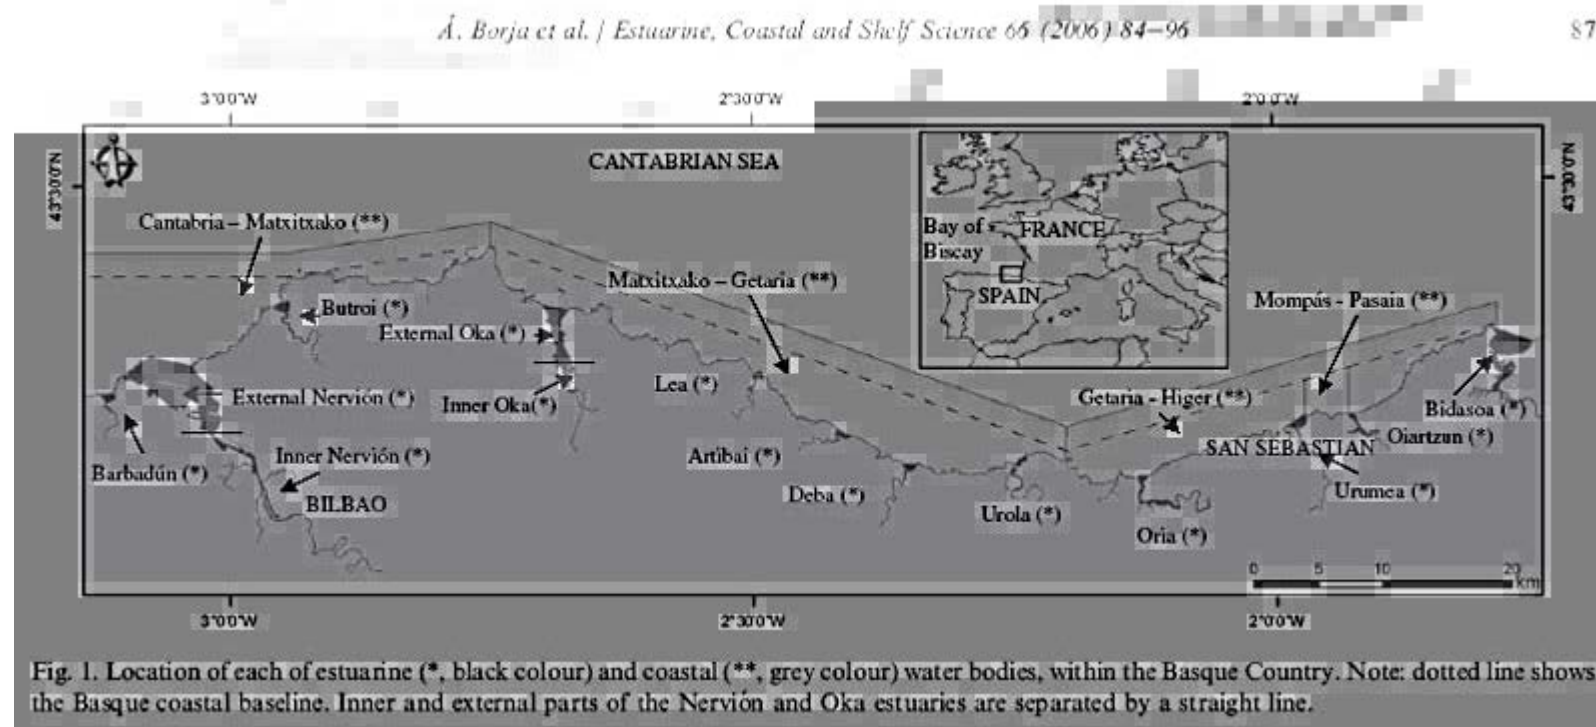 Á. Borja et al. / Estuarine, Coastal and Shelf Science 65 (2006) 84–96
87
3°0'0"W 2°30'0"W 2°0'0"W
43°30'0"N
43°30'0"N
CANTABRIAN SEA
Cantabria – Matxitxako (**)
Bay of Biscay
FRANCE
SPAIN
Matxitxako – Getaria (**)
Mompás - Pasaia (**)
Butroi (*)
External Oka (*)
Lea (*)
External Nervión (*)
Inner Oka(*)
Getaria - Higer (**)
Bidasoa (*)
Oiartzun (*)
SAN SEBASTIAN
Artibai (*)
Inner Nervión (*)
Barbadún (*)
Deba (*)
Urumea (*)
BILBAO
Urola (*)
Oria (*)
0 5 10 20
km
3°0'0"W 2°30'0"W 2°0'0"W
Fig. 1. Location of each of estuarine (*, black colour) and coastal (**, grey colour) water bodies, within the Basque Country. Note: dotted line shows
the Basque coastal baseline. Inner and external parts of the Nervión and Oka estuaries are separated by a straight line.